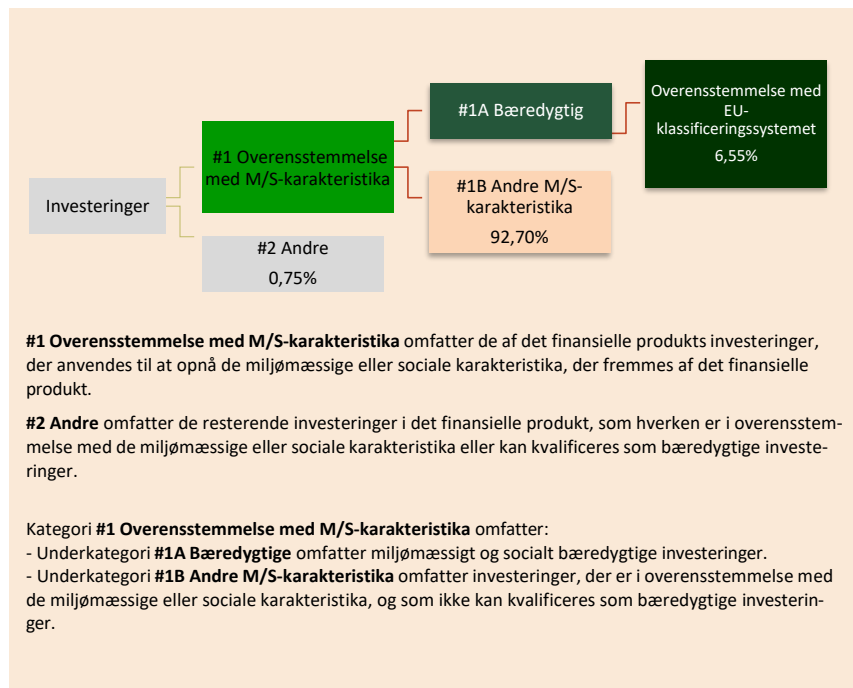 Investeringer
#1 Overensstemmelse
med M/S-karakteristika
#2 Andre
0,75%
#1A Bæredygtig
#1B Andre M/S-
karakteristika
92,70%
Overensstemmelse med
EU-
klassificeringssystemet
6,55%
#1 Overensstemmelse med M/S-karakteristika omfatter de af det finansielle produkts investeringer,
der anvendes til at opnå de miljømæssige eller sociale karakteristika, der fremmes af det finansielle
produkt.
#2 Andre omfatter de resterende investeringer i det finansielle produkt, som hverken er i overensstem-
melse med de miljømæssige eller sociale karakteristika eller kan kvalificeres som bæredygtige investe-
ringer.
Kategori #1 Overensstemmelse med M/S-karakteristika omfatter:
- Underkategori #1A Bæredygtige omfatter miljømæssigt og socialt bæredygtige investeringer.
- Underkategori #1B Andre M/S-karakteristika omfatter investeringer, der er i overensstemmelse med
de miljømæssige eller sociale karakteristika, og som ikke kan kvalificeres som bæredygtige investerin-
ger.